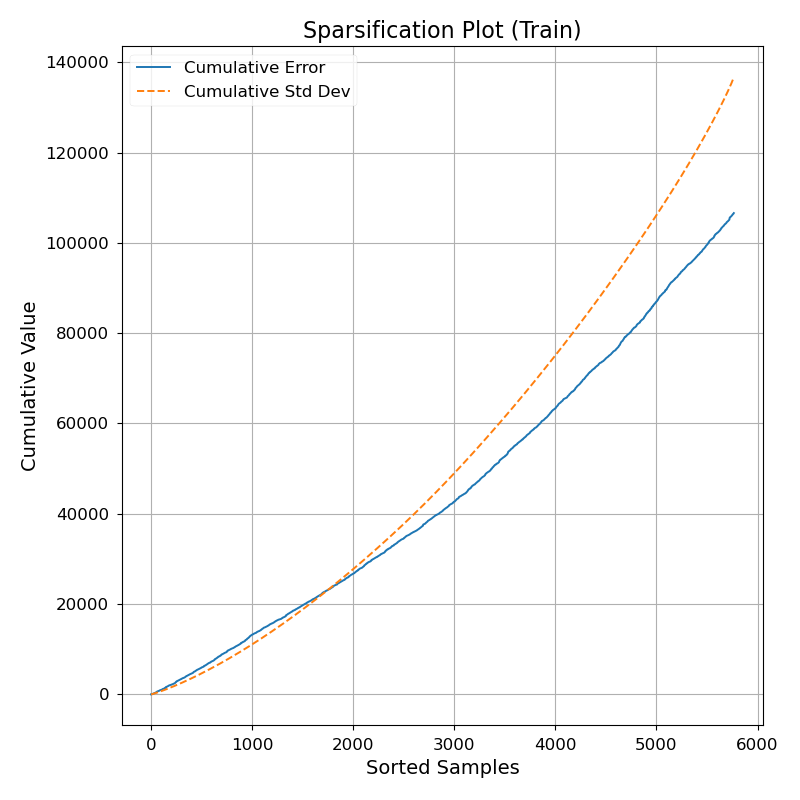 Sparsification Plot (Train)
Cumulative Error
Cumulative Std Dev
140000
120000
100000
80000
60000
40000
20000
0
Cumulative Value
0 1000 2000 3000 4000 5000 6000
Sorted Samples